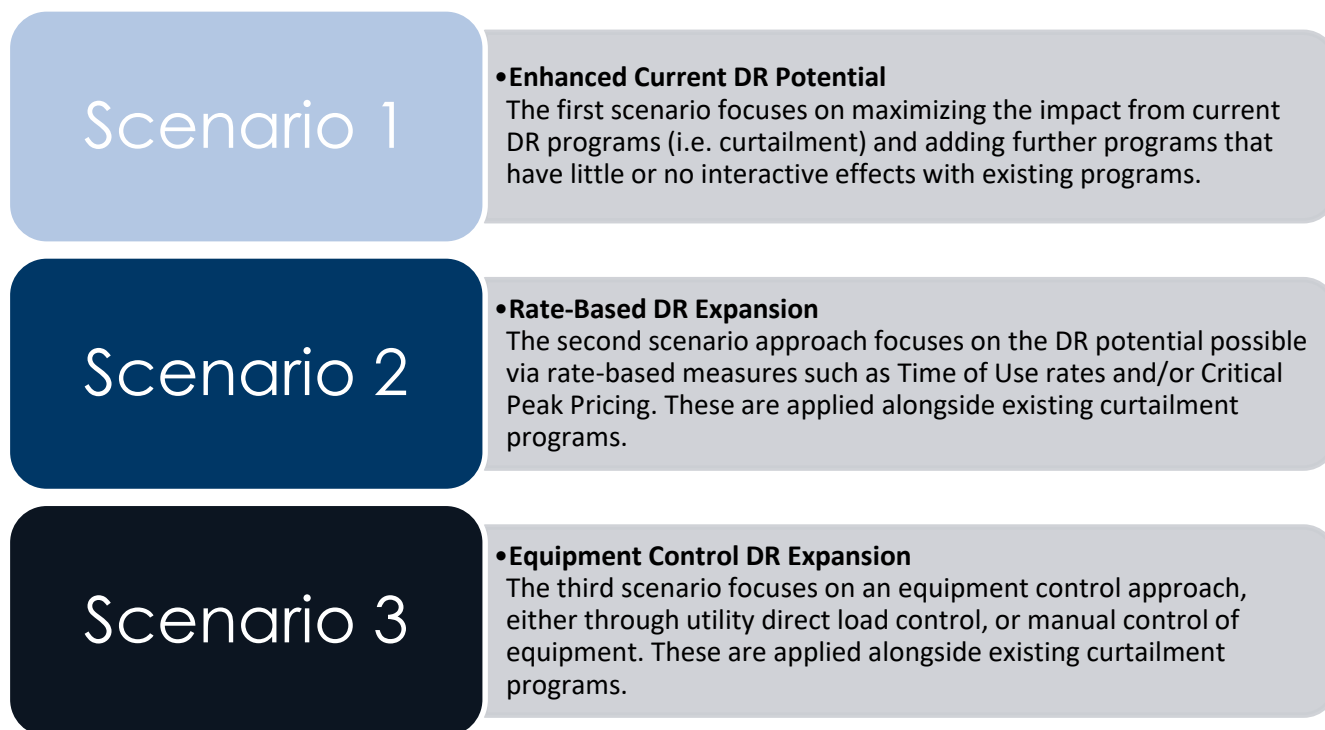 Scenario 1
•Enhanced Current DR Potential
The first scenario focuses on maximizing the impact from current
DR programs (i.e. curtailment) and adding further programs that
have little or no interactive effects with existing programs.
Scenario 2
•Rate-Based DR Expansion
The second scenario approach focuses on the DR potential possible
via rate-based measures such as Time of Use rates and/or Critical
Peak Pricing. These are applied alongside existing curtailment
programs.
Scenario 3
•Equipment Control DR Expansion
The third scenario focuses on an equipment control approach,
either through utility direct load control, or manual control of
equipment. These are applied alongside existing curtailment
programs.